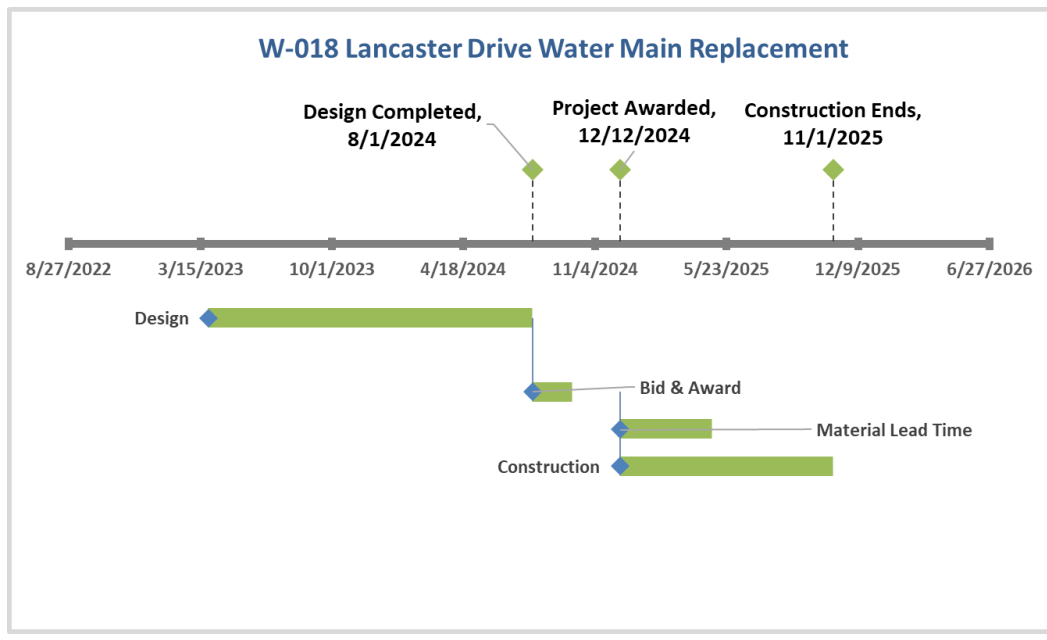 W-018 Lancaster Drive Water Main Replacement
Design Completed,
8/1/2024
Project Awarded,
12/12/2024
Construction Ends,
11/1/2025
8/27/2022
3/15/2023
10/1/2023
4/18/2024
11/4/2024
5/23/2025
12/9/2025
6/27/2026
Design
Bid & Award
Material Lead Time
Construction